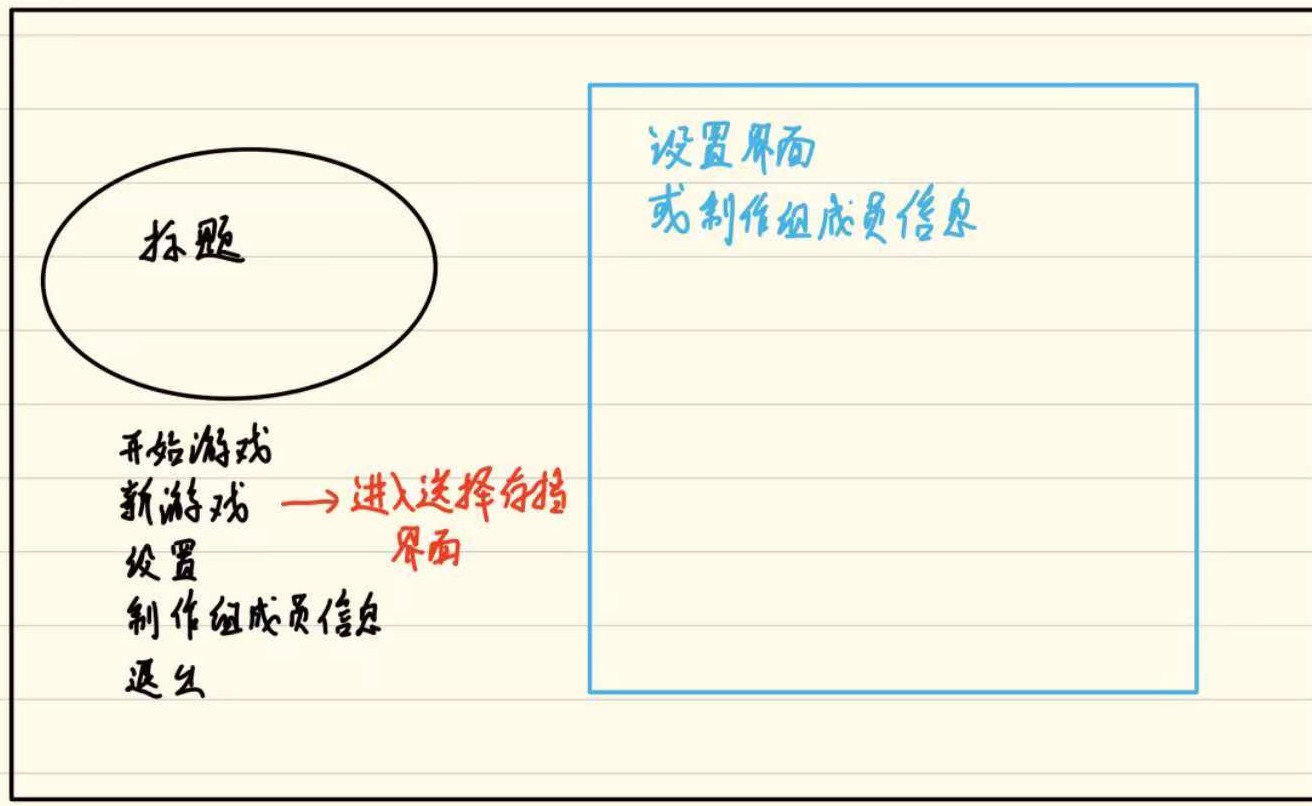 设置界面
或制作组成员信息
标题
开始游戏
新游戏 → 进入选择存档
界面
设置
制作组成员信息
退出